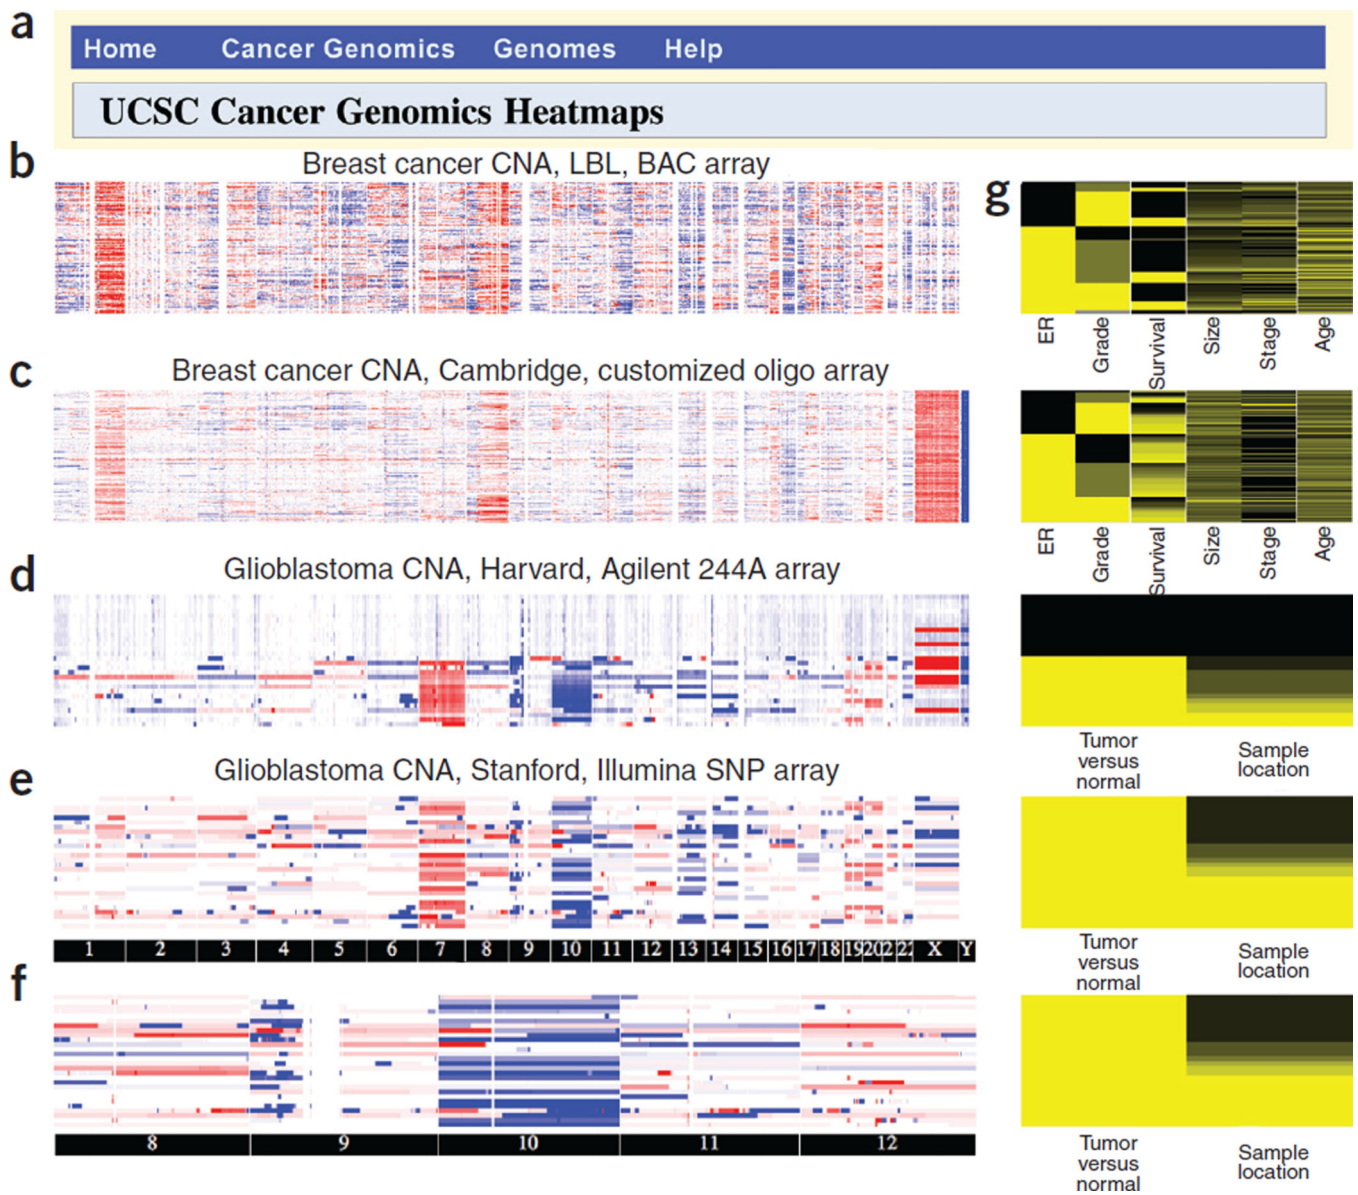 a
Home Cancer Genomics Genomes Help
UCSC Cancer Genomics Heatmaps
b
Breast cancer CNA, LBL, BAC array
g
ER
Grade
Survival
Size
Stage
Age
c
Breast cancer CNA, Cambridge, customized oligo array
ER
Grade
Survival
Size
Stage
Age
d
Glioblastoma CNA, Harvard, Agilent 244A array
Tumor
versus
normal
Sample
location
e
Glioblastoma CNA, Stanford, Illumina SNP array
1 2 3 4 5 6 7 8 9 10 11 12 13 14 15 16 17 18 19 20 2 22 X Y
Tumor
versus
normal
Sample
location
f
8 9 10 11 12
Tumor
versus
normal
Sample
location